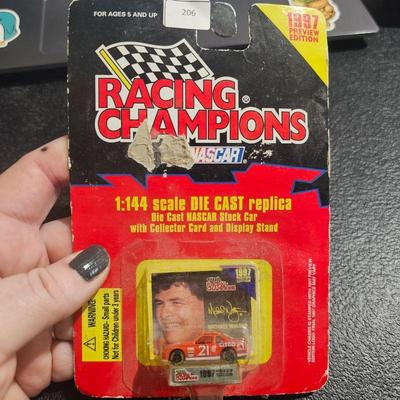 FOR AGES 5 AND UP
206
1997
PREVIEW
EDITION
RACING
CHAMPIONS®
NASCAR
1:144 scale DIE CAST replica
Die Cast NASCAR Stock Car
with Collector Card and Display Stand
WARNING:
CHOKING HAZARD-Small parts
Not for Children under 3 years.
1997
21
CITGO
1997